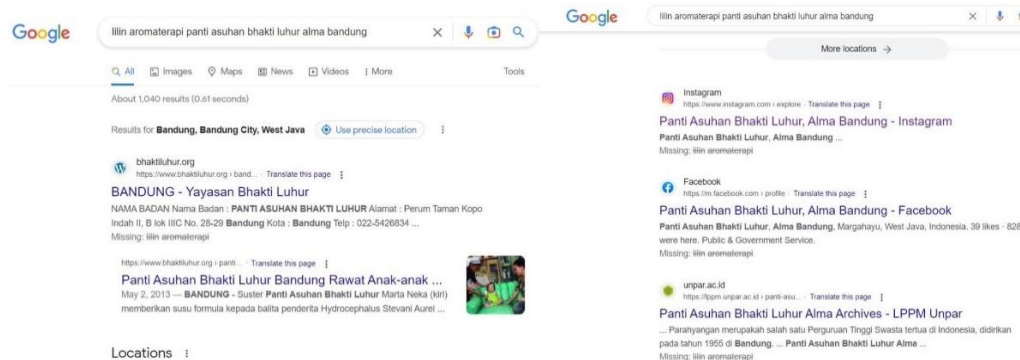 Google
lilin aromaterapi panti asuhan bhakti luhur alma bandung
All Images Maps News Videos More Tools
About 1,040 results (0.61 seconds)
Results for Bandung, Bandung City, West Java Use precise location
bhaktiluhur.org
https://www.bhaktiluhur.org › band... · Translate this page
BANDUNG - Yayasan Bhakti Luhur
NAMA BADAN Nama Badan : PANTI ASUHAN BHAKTI LUHUR Alamat : Perum Taman Kopo
Indah II, B lok IIIC No. 28-29 Bandung Kota : Bandung Telp : 022-5426834 ...
Missing: lilin aromaterapi
https://www.bhaktiluhur.org › panti... · Translate this page
Panti Asuhan Bhakti Luhur Bandung Rawat Anak-anak ...
May 2, 2013 — BANDUNG - Suster Panti Asuhan Bhakti Luhur Marta Neka (kiri)
memberikan susu formula kepada balita penderita Hydrocephalus Stevani Aurel ...
Locations
Google
lilin aromaterapi panti asuhan bhakti luhur alma bandung
More locations →
Instagram
https://www.instagram.com › explore · Translate this page
Panti Asuhan Bhakti Luhur, Alma Bandung - Instagram
Panti Asuhan Bhakti Luhur, Alma Bandung ...
Missing: lilin aromaterapi
Facebook
https://m.facebook.com › profile · Translate this page
Panti Asuhan Bhakti Luhur, Alma Bandung - Facebook
Panti Asuhan Bhakti Luhur, Alma Bandung, Margahayu, West Java, Indonesia. 39 likes · 828
were here. Public & Government Service.
Missing: lilin aromaterapi
unpar.ac.id
https://lppm.unpar.ac.id › panti-asu... · Translate this page
Panti Asuhan Bhakti Luhur Alma Archives - LPPM Unpar
... Parahyangan merupakah salah satu Perguruan Tinggi Swasta tertua di Indonesia, didirikan
pada tahun 1955 di Bandung. ... Panti Asuhan Bhakti Luhur Alma ...
Missing: lilin aromaterapi